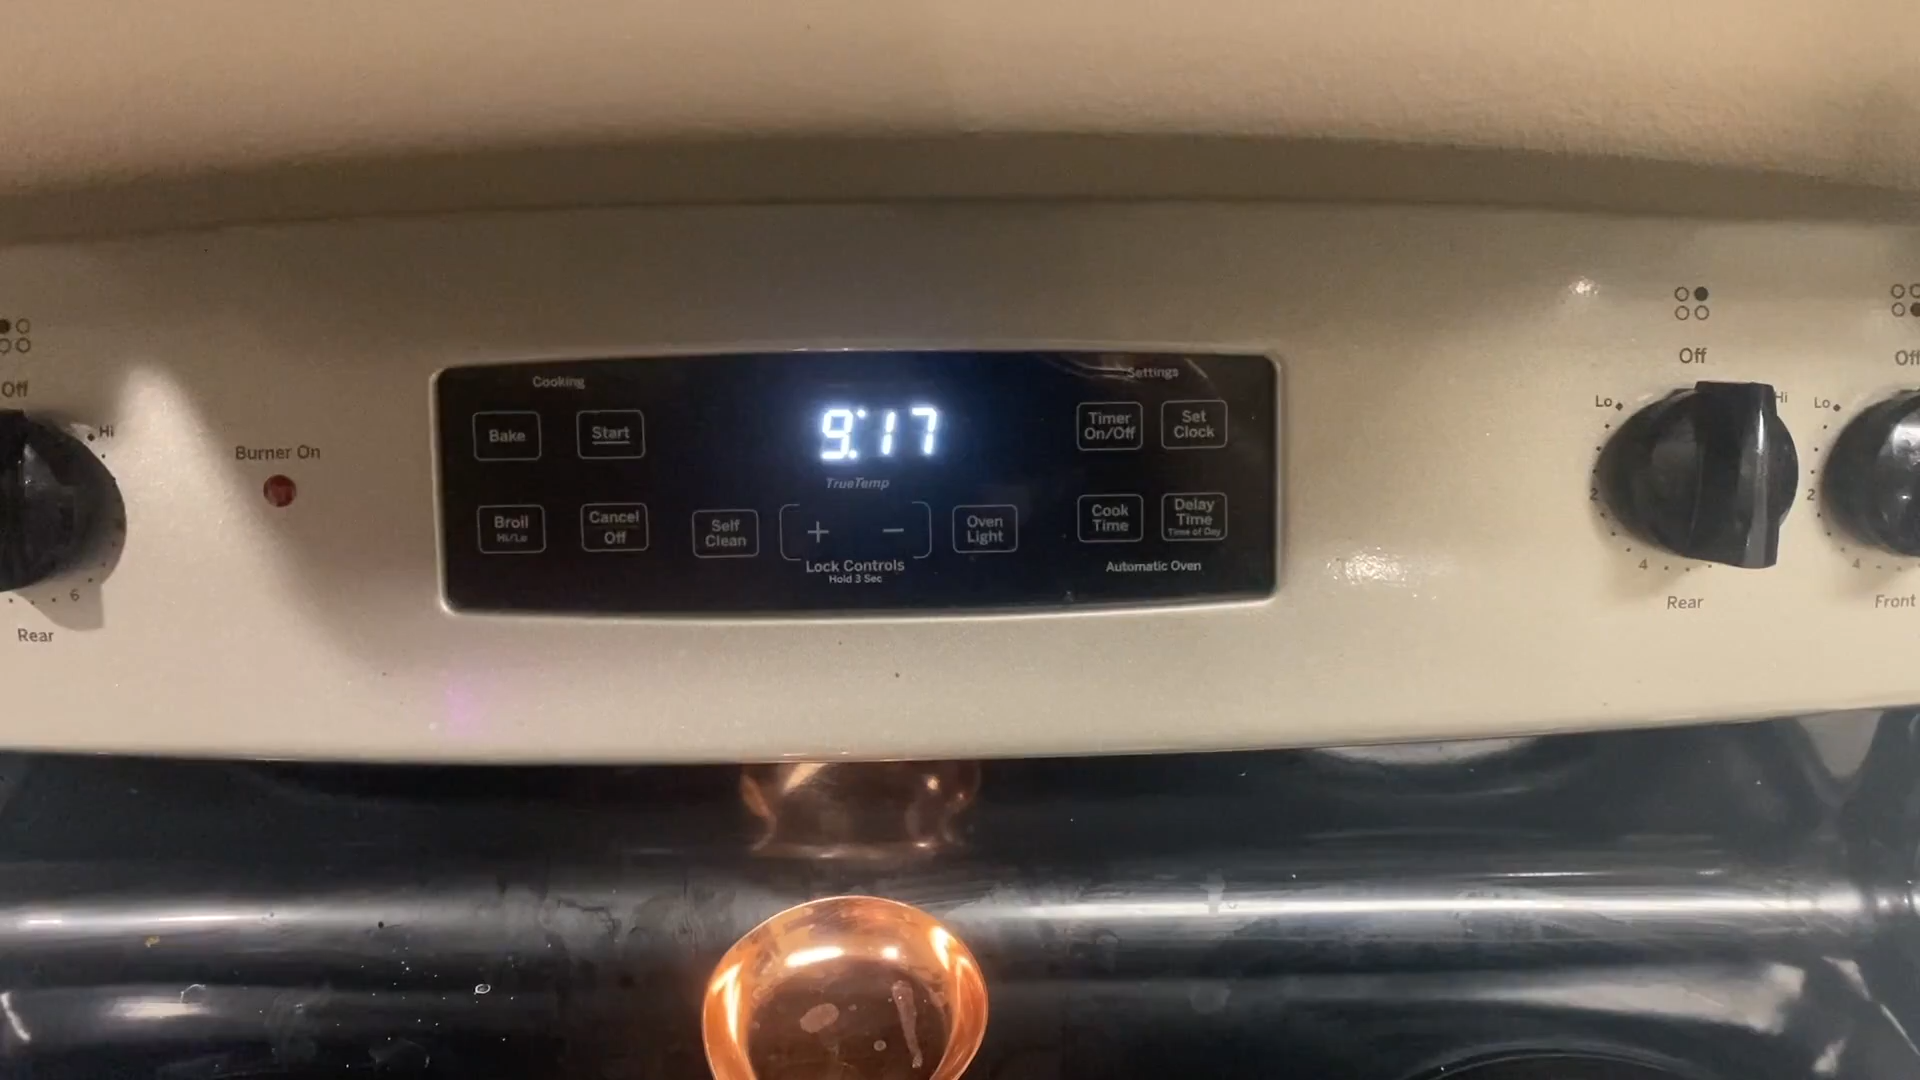 Off
Hi
6
Rear
Burner On
Cooking
Bake
Start
Broil
Hi/Lo
Cancel
Off
Self
Clean
9:17
TrueTemp
+ −
Lock Controls
Hold 3 Sec
Oven
Light
Settings
Timer
On/Off
Set
Clock
Cook
Time
Delay
Time
Time of Day
Automatic Oven
Off
Lo
Hi
2
4
Rear
Off
Lo
2
4
Front